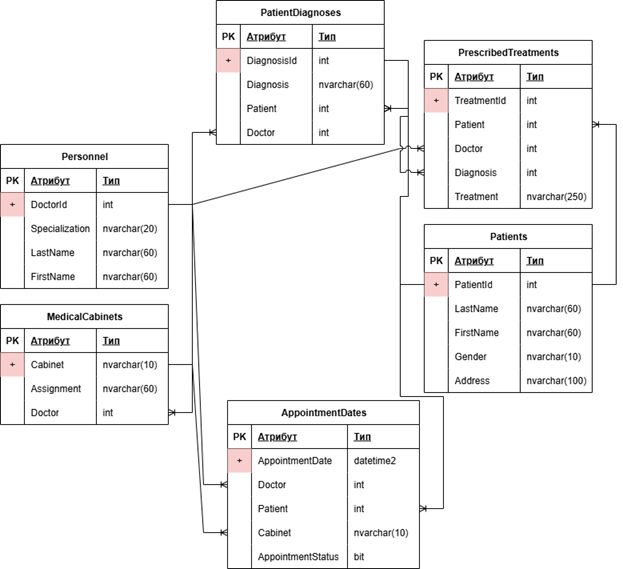 PatientDiagnoses
PK Атрибут Тип
+ DiagnosisId int
Diagnosis nvarchar(60)
Patient int
Doctor int
PrescribedTreatments
PK Атрибут Тип
+ TreatmentId int
Patient int
Doctor int
Diagnosis int
Treatment nvarchar(250)
Personnel
PK Атрибут Тип
+ DoctorId int
Specialization nvarchar(20)
LastName nvarchar(60)
FirstName nvarchar(60)
Patients
PK Атрибут Тип
+ PatientId int
LastName nvarchar(60)
FirstName nvarchar(60)
Gender nvarchar(10)
Address nvarchar(100)
MedicalCabinets
PK Атрибут Тип
+ Cabinet nvarchar(10)
Assignment nvarchar(60)
Doctor int
AppointmentDates
PK Атрибут Тип
+ AppointmentDate datetime2
Doctor int
Patient int
Cabinet nvarchar(10)
AppointmentStatus bit